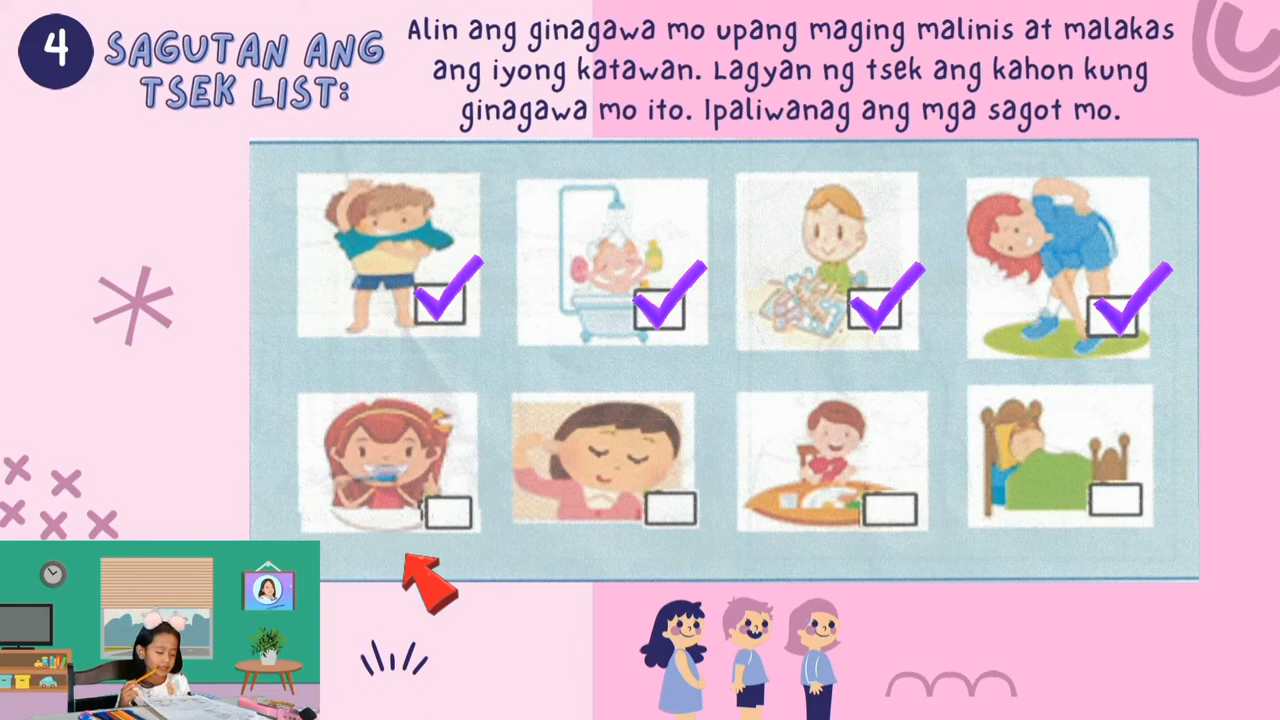 4
SAGUTAN ANG
TSEK LIST:
Alin ang ginagawa mo upang maging malinis at malakas
ang iyong katawan. Lagyan ng tsek ang kahon kung
ginagawa mo ito. Ipaliwanag ang mga sagot mo.